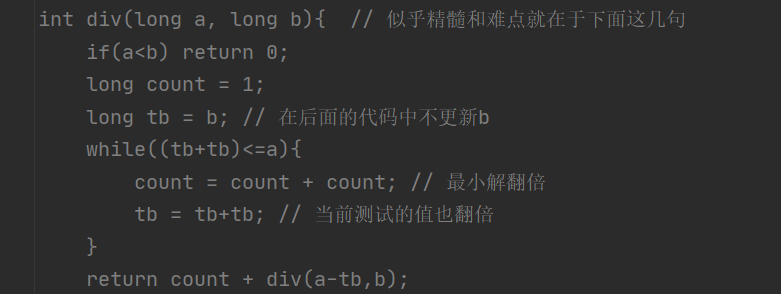 int div(long a, long b){  // 似乎精髓和难点就在于下面这几句
    if(a<b) return 0;
    long count = 1;
    long tb = b; // 在后面的代码中不更新b
    while((tb+tb)<=a){
        count = count + count; // 最小解翻倍
        tb = tb+tb; // 当前测试的值也翻倍
    }
    return count + div(a-tb,b);